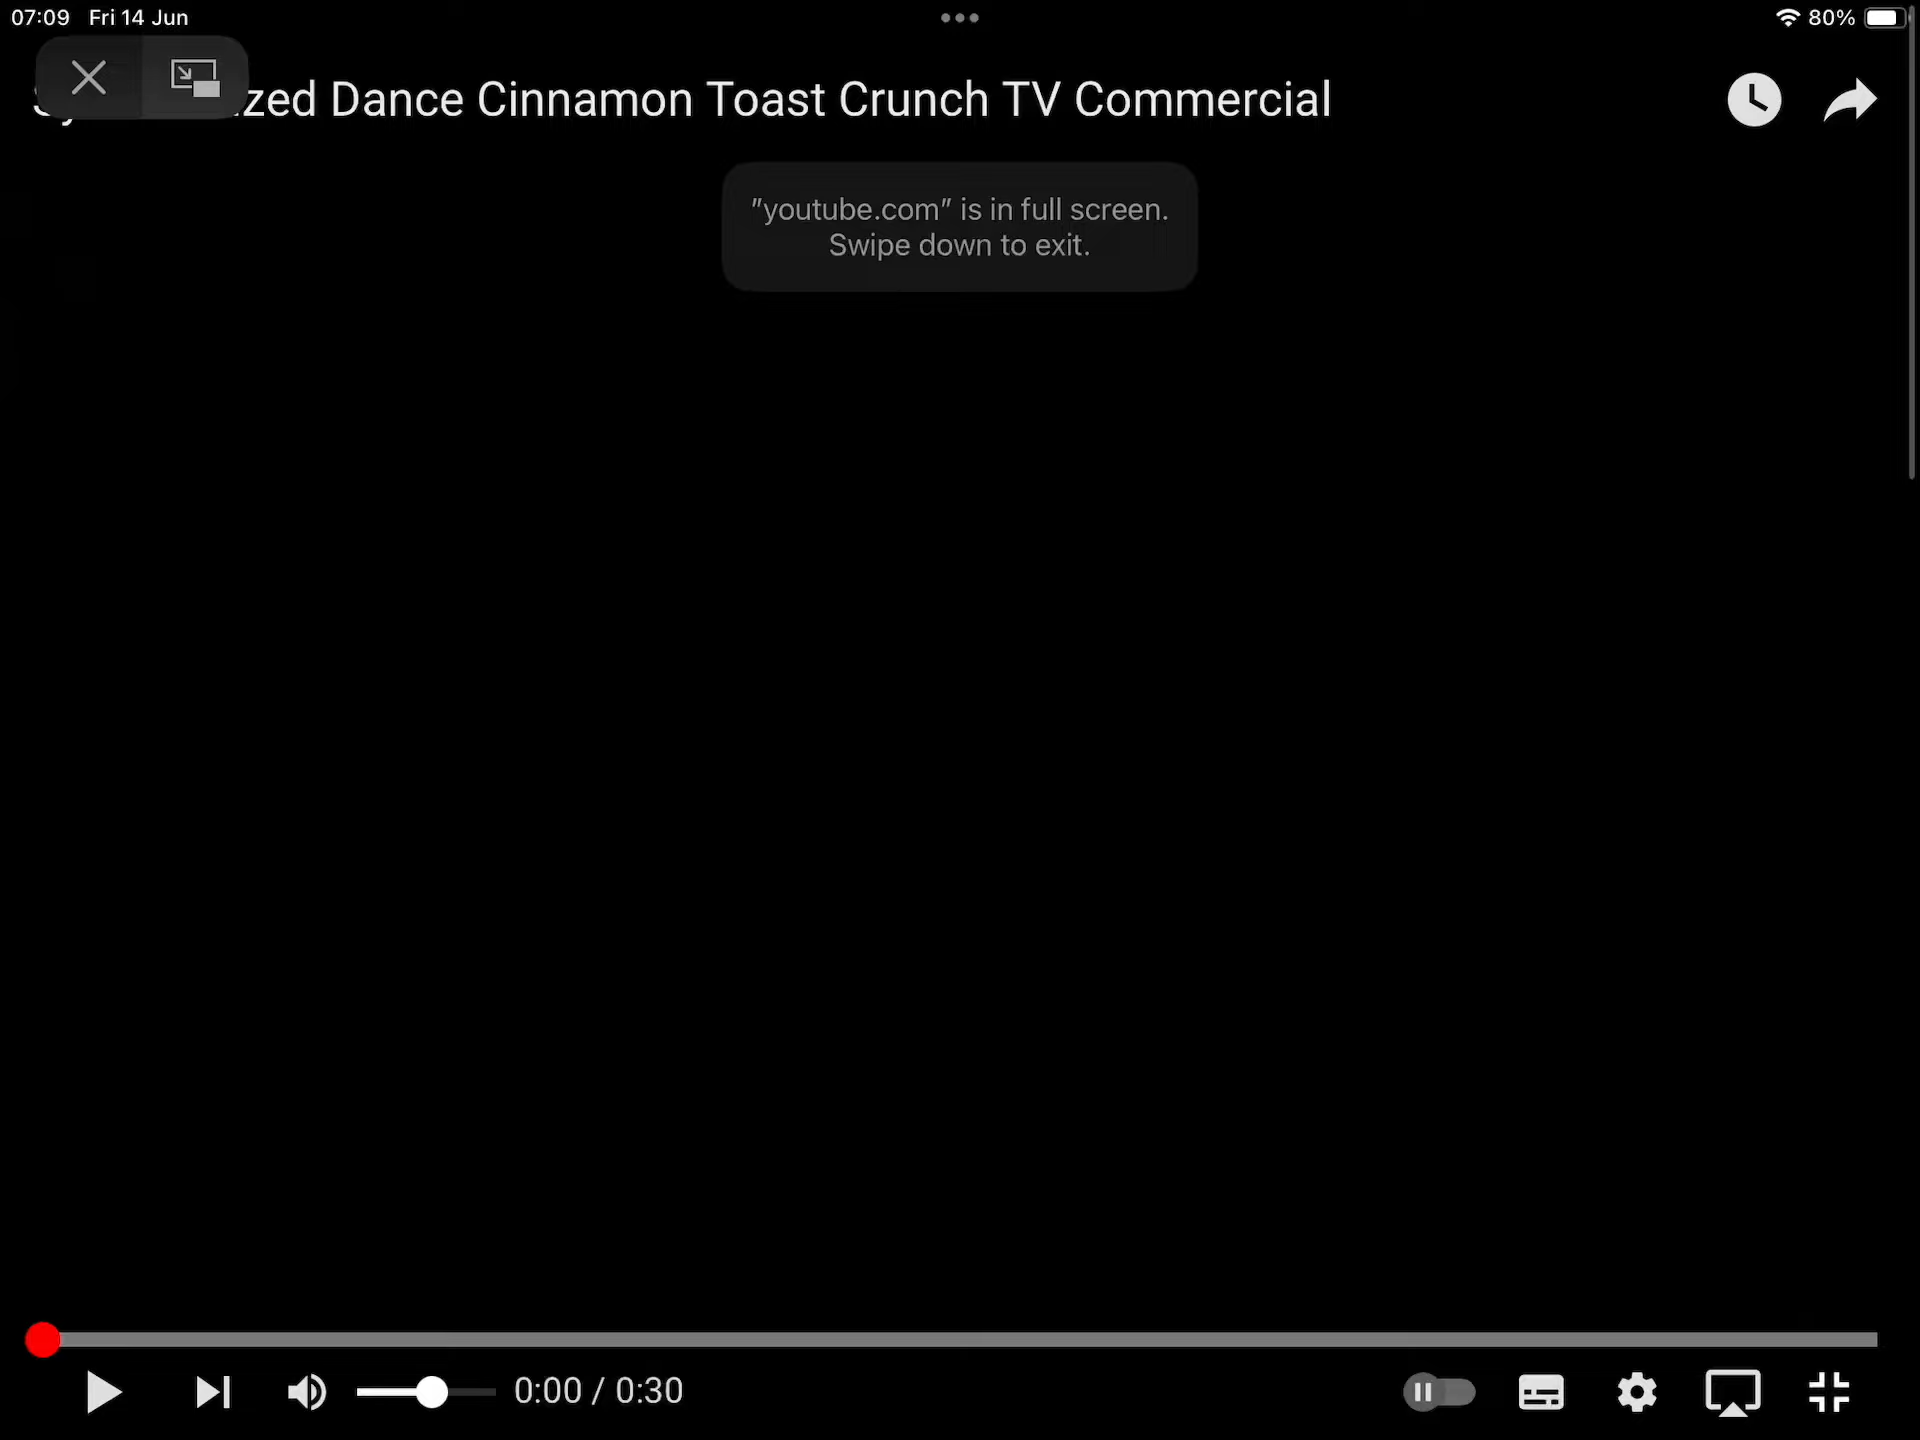 07:09 Fri 14 Jun
80%
Dance Cinnamon Toast Crunch TV Commercial
"youtube.com" is in full screen.
Swipe down to exit.
0:00 / 0:30